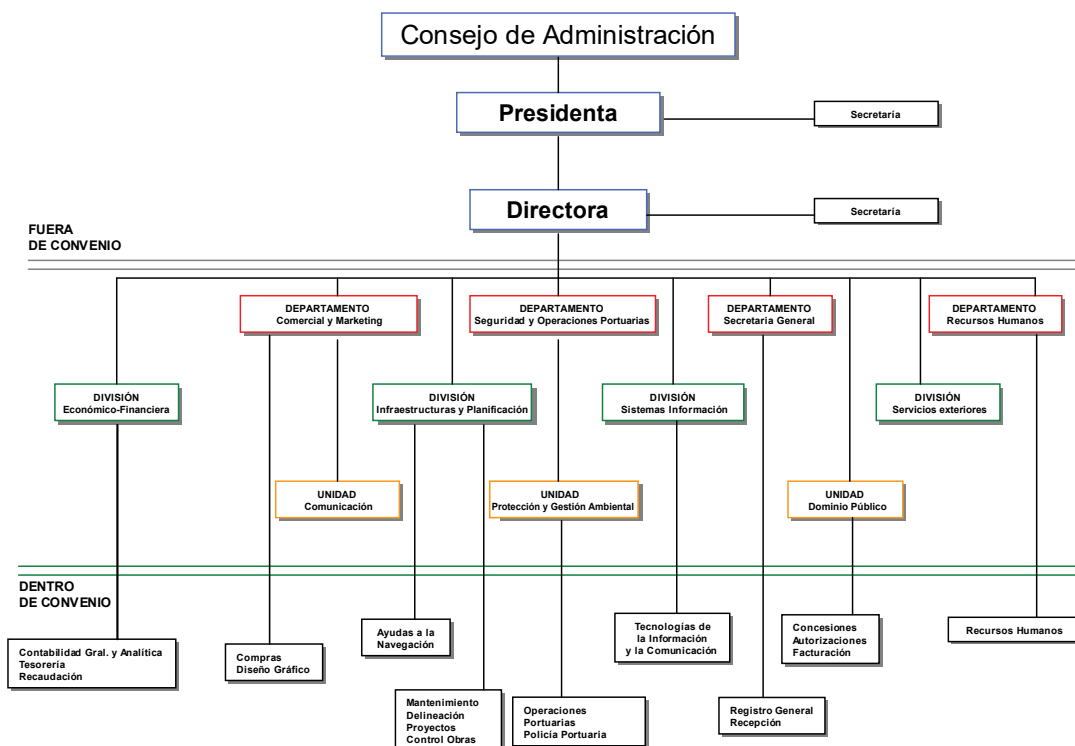 Consejo de Administración
Presidenta
Secretaría
Directora
Secretaría
FUERA
DE CONVENIO
DEPARTAMENTO
Comercial y Marketing
DEPARTAMENTO
Seguridad y Operaciones Portuarias
DEPARTAMENTO
Secretaria General
DEPARTAMENTO
Recursos Humanos
DIVISIÓN
Económico-Financiera
DIVISIÓN
Infraestructuras y Planificación
DIVISIÓN
Sistemas Información
DIVISIÓN
Servicios exteriores
UNIDAD
Comunicación
UNIDAD
Protección y Gestión Ambiental
UNIDAD
Dominio Público
DENTRO
DE CONVENIO
Contabilidad Gral. y Analítica
Tesorería
Recaudación
Compras
Diseño Gráfico
Ayudas a la
Navegación
Mantenimiento
Delineación
Proyectos
Control Obras
Operaciones
Portuarias
Policía Portuaria
Tecnologías de
la Información
y la Comunicación
Registro General
Recepción
Concesiones
Autorizaciones
Facturación
Recursos Humanos